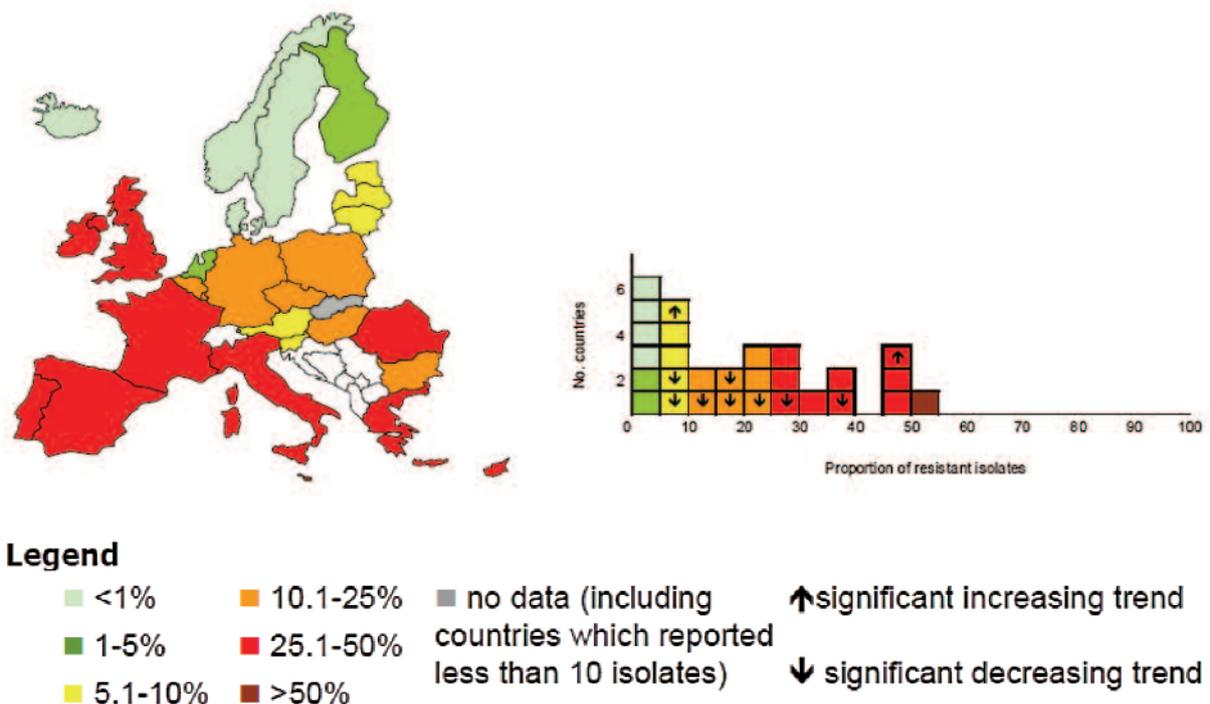 6
4
2
No. countries
0 10 20 30 40 50 60 70 80 90 100
Proportion of resistant isolates
Legend
<1%
1-5%
5.1-10%
10.1-25%
25.1-50%
>50%
no data (including
countries which reported
less than 10 isolates)
↑significant increasing trend
↓ significant decreasing trend